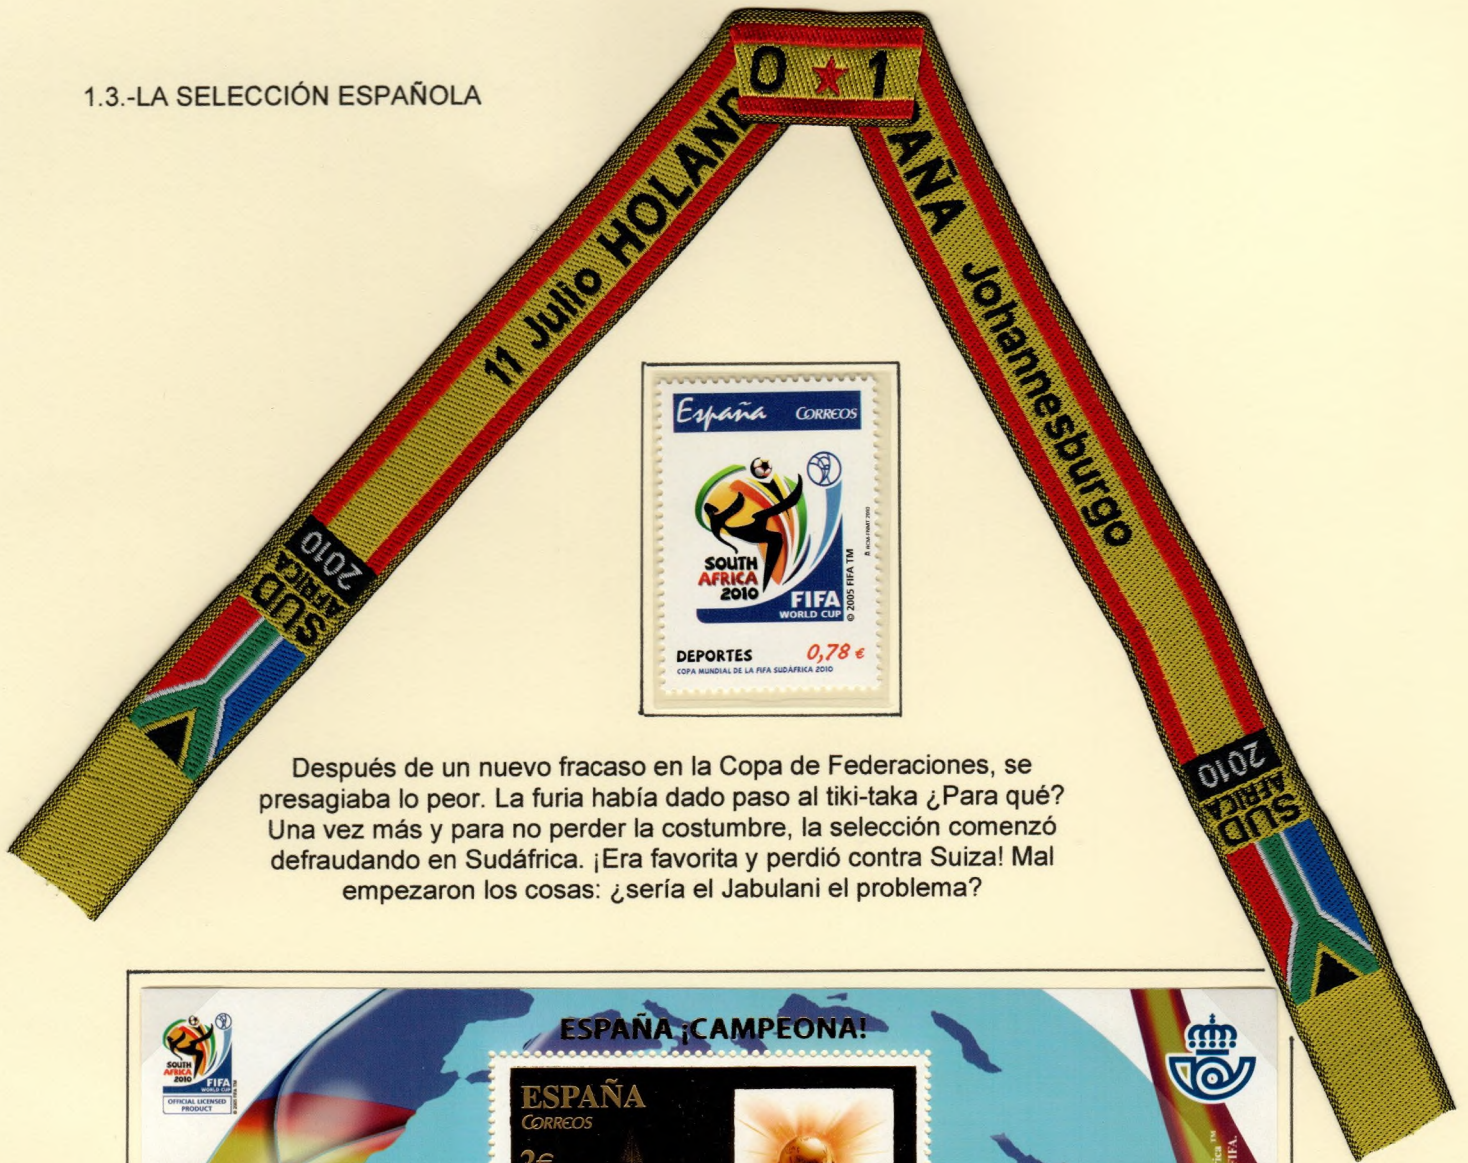 1.3.-LA SELECCIÓN ESPAÑOLA
0 1
11 Julio HOLAND
AÑA Johannesburgo
2010
SUD
AFRICA
2010
SUD
AFRICA
España CORREOS
SOUTH
AFRICA
2010
FIFA
WORLD CUP
© 2005 FIFA TM
DEPORTES 0,78 €
COPA MUNDIAL DE LA FIFA SUDÁFRICA 2010
Después de un nuevo fracaso en la Copa de Federaciones, se
presagiaba lo peor. La furia había dado paso al tiki-taka ¿Para qué?
Una vez más y para no perder la costumbre, la selección comenzó
defraudando en Sudáfrica. ¡Era favorita y perdió contra Suiza! Mal
empezaron los cosas: ¿sería el Jabulani el problema?
ESPAÑA ¡CAMPEONA!
SOUTH
AFRICA
2010
FIFA
WORLD CUP
OFFICIAL LICENSED
PRODUCT
ESPAÑA
CORREOS
2€